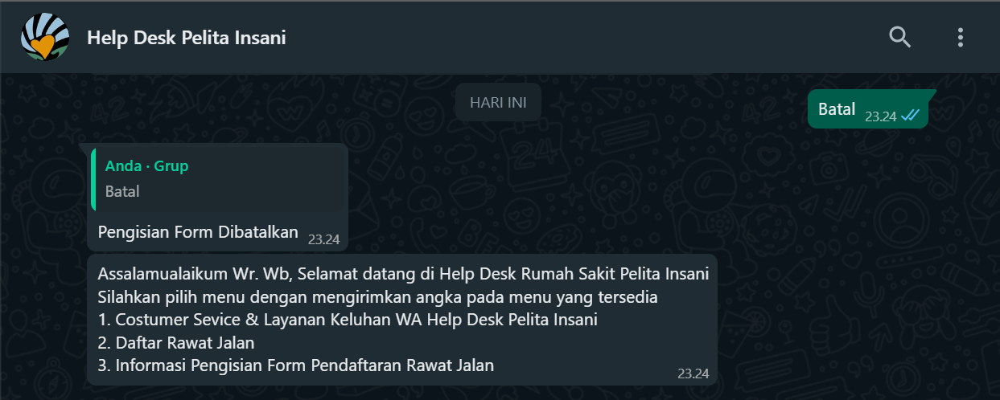 Help Desk Pelita Insani
HARI INI
Batal 23.24
Anda · Grup
Batal
Pengisian Form Dibatalkan 23.24
Assalamualaikum Wr. Wb, Selamat datang di Help Desk Rumah Sakit Pelita Insani
Silahkan pilih menu dengan mengirimkan angka pada menu yang tersedia
1. Costumer Sevice & Layanan Keluhan WA Help Desk Pelita Insani
2. Daftar Rawat Jalan
3. Informasi Pengisian Form Pendaftaran Rawat Jalan
23.24